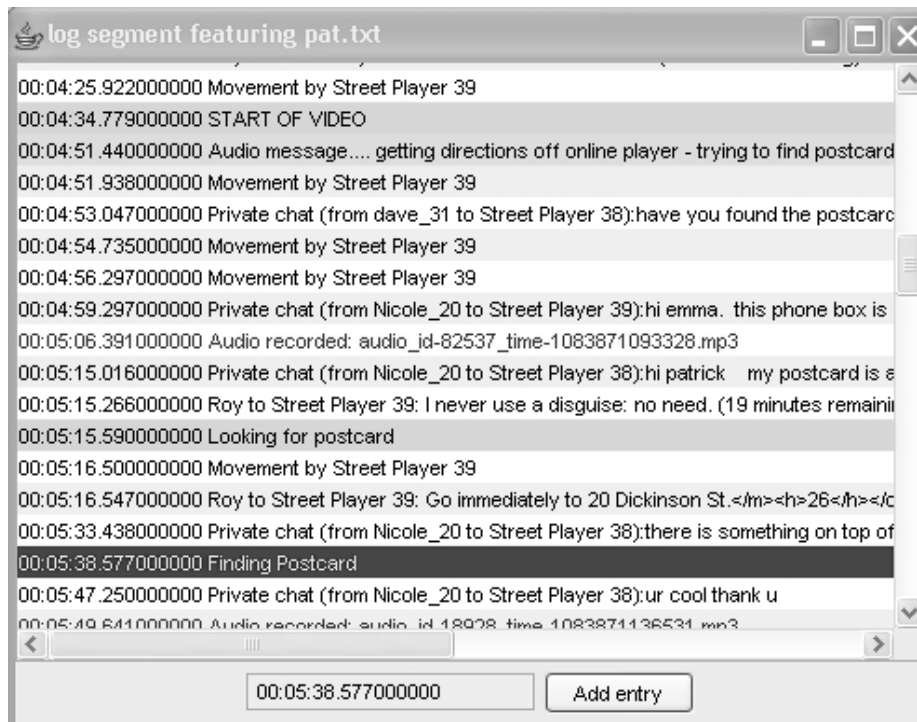 log segment featuring pat.txt
00:04:25.922000000 Movement by Street Player 39
00:04:34.779000000 START OF VIDEO
00:04:51.440000000 Audio message.... getting directions off online player - trying to find postcard
00:04:51.938000000 Movement by Street Player 39
00:04:53.047000000 Private chat (from dave_31 to Street Player 38):have you found the postcarc
00:04:54.735000000 Movement by Street Player 39
00:04:56.297000000 Movement by Street Player 39
00:04:59.297000000 Private chat (from Nicole_20 to Street Player 39):hi emma. this phone box is
00:05:06.391000000 Audio recorded: audio_id-82537_time-1083871093328.mp3
00:05:15.016000000 Private chat (from Nicole_20 to Street Player 38):hi patrick my postcard is a
00:05:15.266000000 Roy to Street Player 39: I never use a disguise: no need. (19 minutes remainin
00:05:15.590000000 Looking for postcard
00:05:16.500000000 Movement by Street Player 39
00:05:16.547000000 Roy to Street Player 39: Go immediately to 20 Dickinson St.</m><h>26</h></c
00:05:33.438000000 Private chat (from Nicole_20 to Street Player 38):there is something on top of
00:05:38.577000000 Finding Postcard
00:05:47.250000000 Private chat (from Nicole_20 to Street Player 38):ur cool thank u
00:05:49.641000000 Audio recorded: audio_id-18928_time-1083871136531.mp3
00:05:38.577000000
Add entry